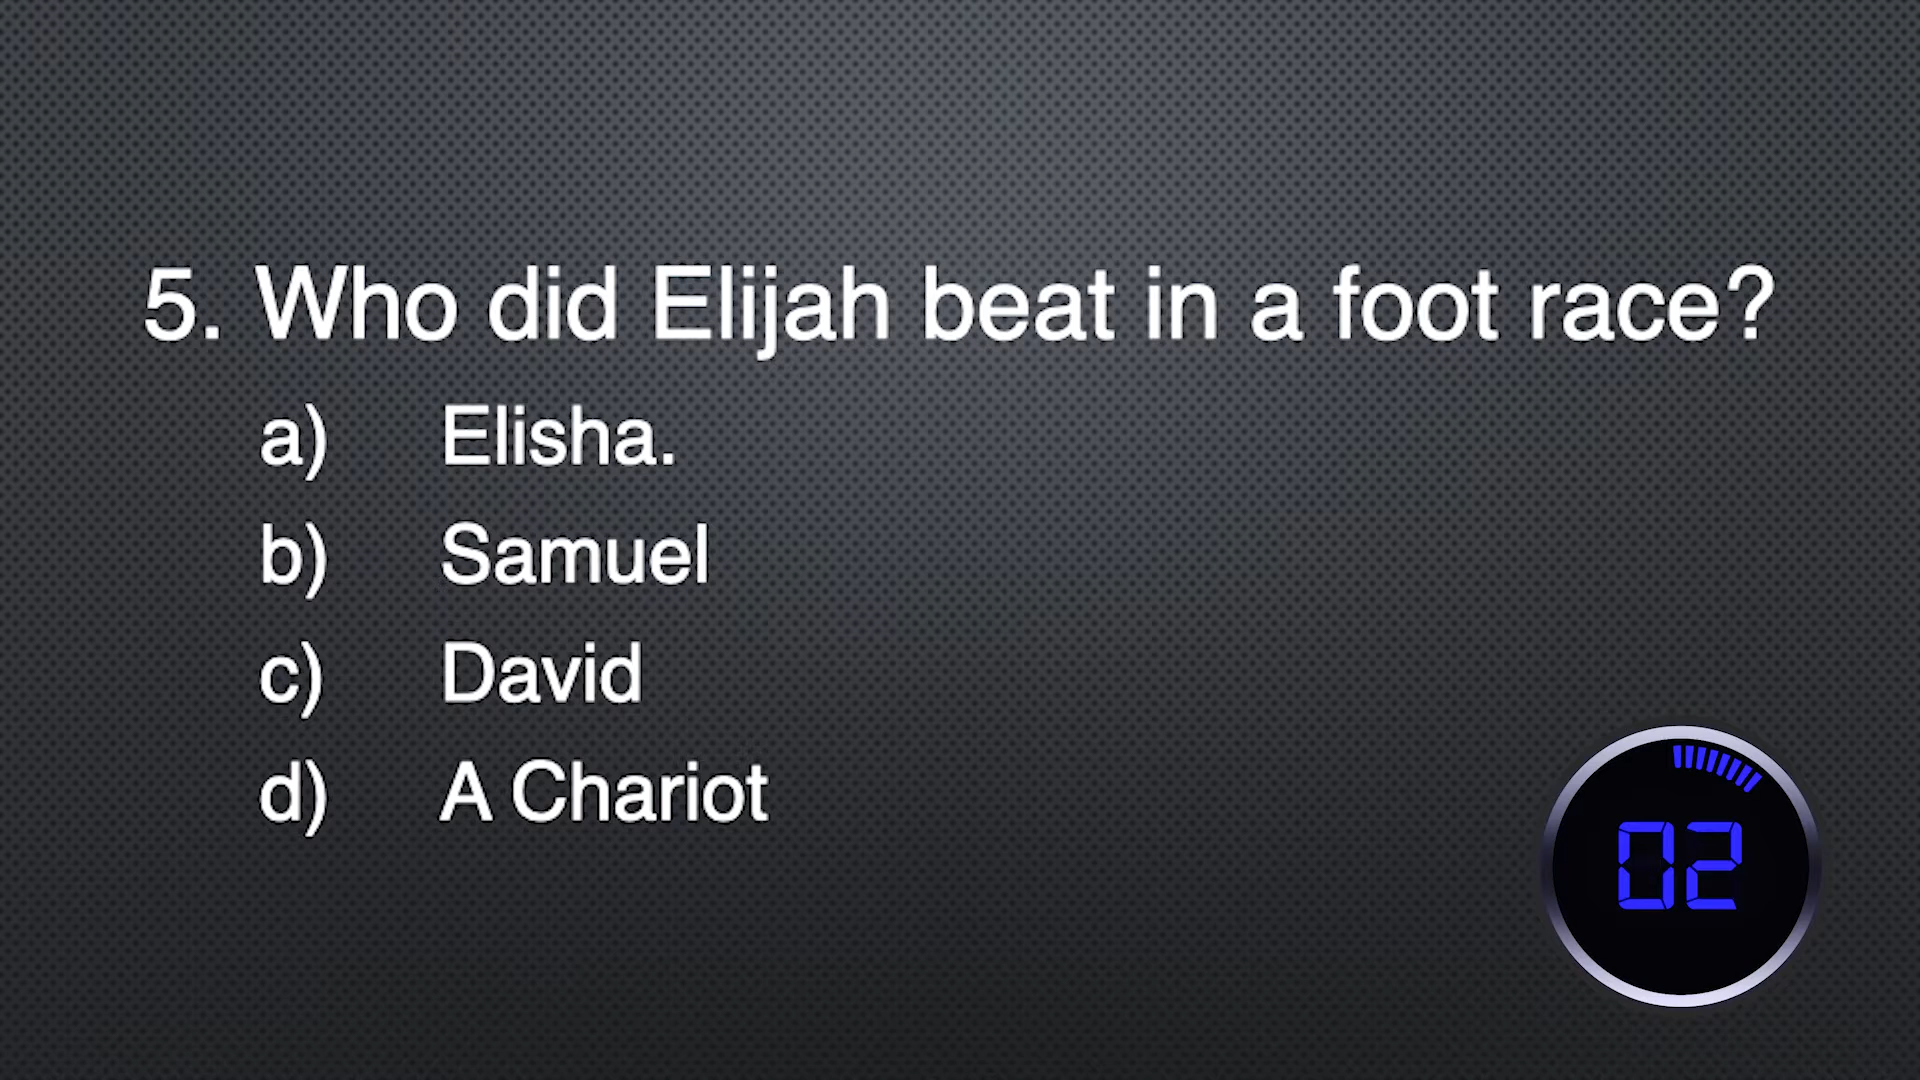 5. Who did Elijah beat in a foot race?
a) Elisha.
b) Samuel
c) David
d) A Chariot
02